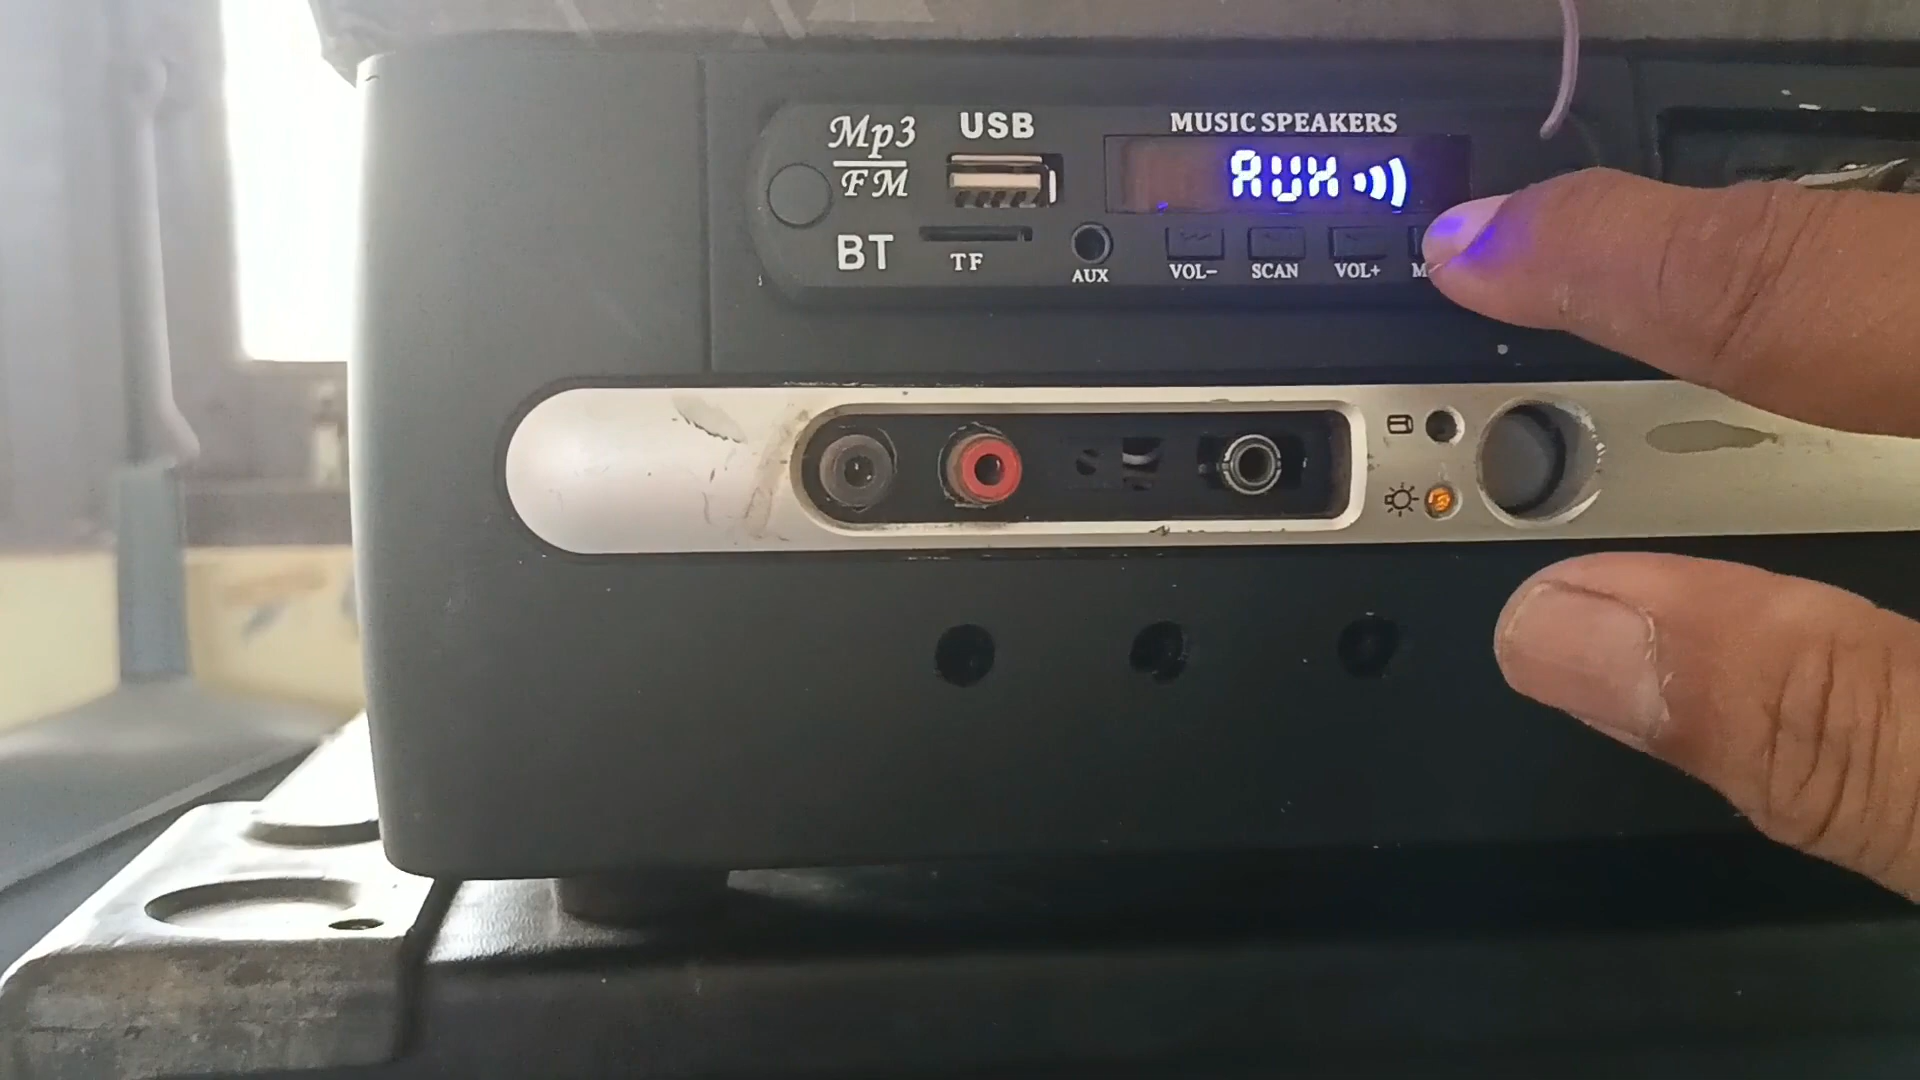 Mp3
FM
BT
USB
TF
AUX
MUSIC SPEAKERS
AUX
VOL-
SCAN
VOL+